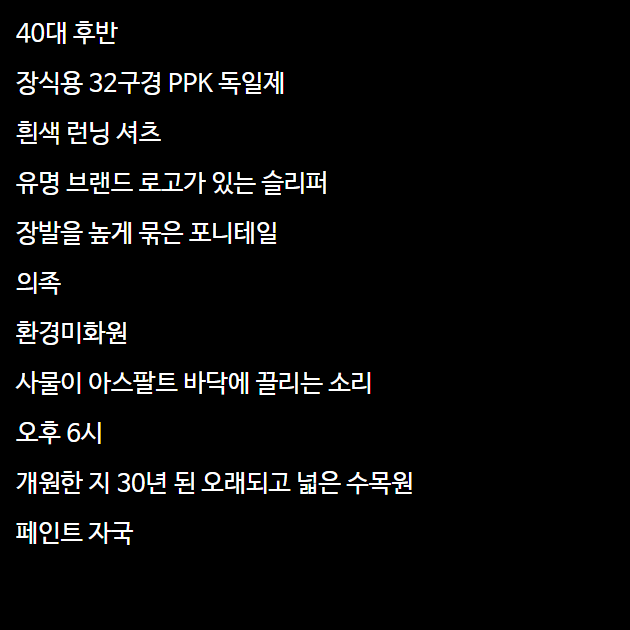 40대 후반
장식용 32구경 PPK 독일제
흰색 런닝 셔츠
유명 브랜드 로고가 있는 슬리퍼
장발을 높게 묶은 포니테일
의족
환경미화원
사물이 아스팔트 바닥에 끌리는 소리
오후 6시
개원한 지 30년 된 오래되고 넓은 수목원
페인트 자국